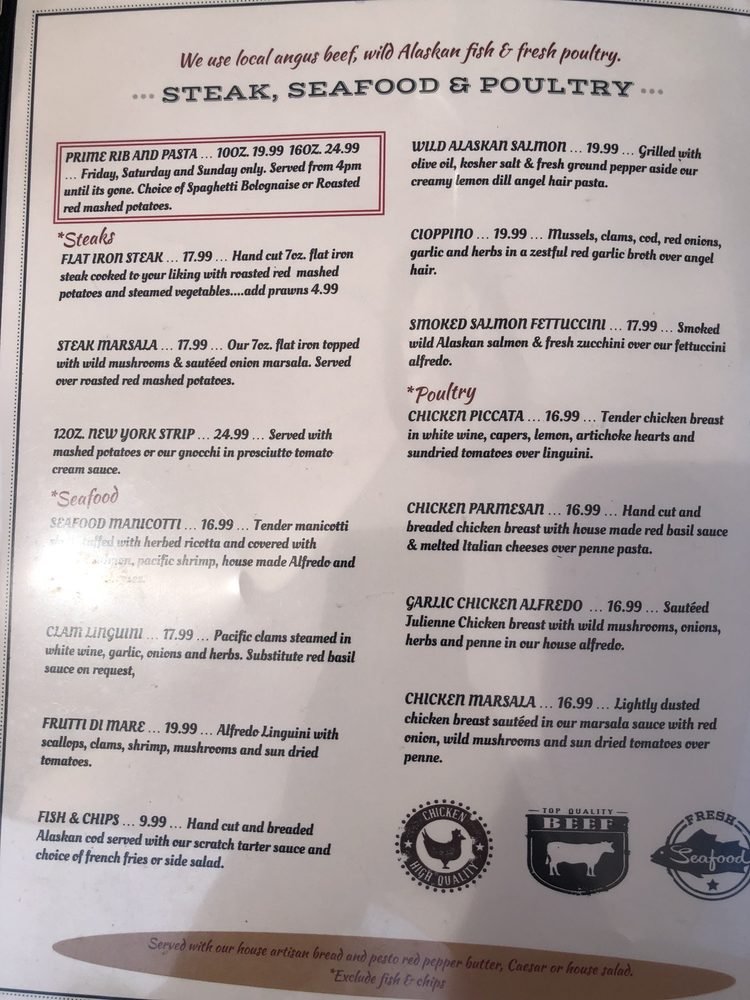 We use local angus beef, wild Alaskan fish & fresh poultry.
••• STEAK, SEAFOOD & POULTRY •••
PRIME RIB AND PASTA ... 10OZ. 19.99 16OZ. 24.99
... Friday, Saturday and Sunday only. Served from 4pm
until its gone. Choice of Spaghetti Bolognaise or Roasted
red mashed potatoes.
*Steaks
FLAT IRON STEAK ... 17.99 ... Hand cut 7oz. flat iron
steak cooked to your liking with roasted red mashed
potatoes and steamed vegetables....add prawns 4.99
STEAK MARSALA ... 17.99 ... Our 7oz. flat iron topped
with wild mushrooms & sautéed onion marsala. Served
over roasted red mashed potatoes.
12OZ. NEW YORK STRIP ... 24.99 ... Served with
mashed potatoes or our gnocchi in prosciutto tomato
cream sauce.
*Seafood
SEAFOOD MANICOTTI ... 16.99 ... Tender manicotti
with herbed ricotta and covered with
pacific shrimp, house made Alfredo and
CLAM LINGUINI ... 17.99 ... Pacific clams steamed in
white wine, garlic, onions and herbs. Substitute red basil
sauce on request,
FRUTTI DI MARE ... 19.99 ... Alfredo Linguini with
scallops, clams, shrimp, mushrooms and sun dried
tomatoes.
FISH & CHIPS ... 9.99 ... Hand cut and breaded
Alaskan cod served with our scratch tarter sauce and
choice of french fries or side salad.
WILD ALASKAN SALMON ... 19.99 ... Grilled with
olive oil, kosher salt & fresh ground pepper aside our
creamy lemon dill angel hair pasta.
CIOPPINO ... 19.99 ... Mussels, clams, cod, red onions,
garlic and herbs in a zestful red garlic broth over angel
hair.
SMOKED SALMON FETTUCCINI ... 17.99 ... Smoked
wild Alaskan salmon & fresh zucchini over our fettuccini
alfredo.
*Poultry
CHICKEN PICCATA ... 16.99 ... Tender chicken breast
in white wine, capers, lemon, artichoke hearts and
sundried tomatoes over linguini.
CHICKEN PARMESAN ... 16.99 ... Hand cut and
breaded chicken breast with house made red basil sauce
& melted Italian cheeses over penne pasta.
GARLIC CHICKEN ALFREDO ... 16.99 ... Sautéed
Julienne Chicken breast with wild mushrooms, onions,
herbs and penne in our house alfredo.
CHICKEN MARSALA ... 16.99 ... Lightly dusted
chicken breast sautéed in our marsala sauce with red
onion, wild mushrooms and sun dried tomatoes over
penne.
CHICKEN
HIGH QUALITY
TOP QUALITY
BEEF
FRESH
Seafood
Served with our house artisan bread and pesto red pepper butter, Caesar or house salad.
*Exclude fish & chips